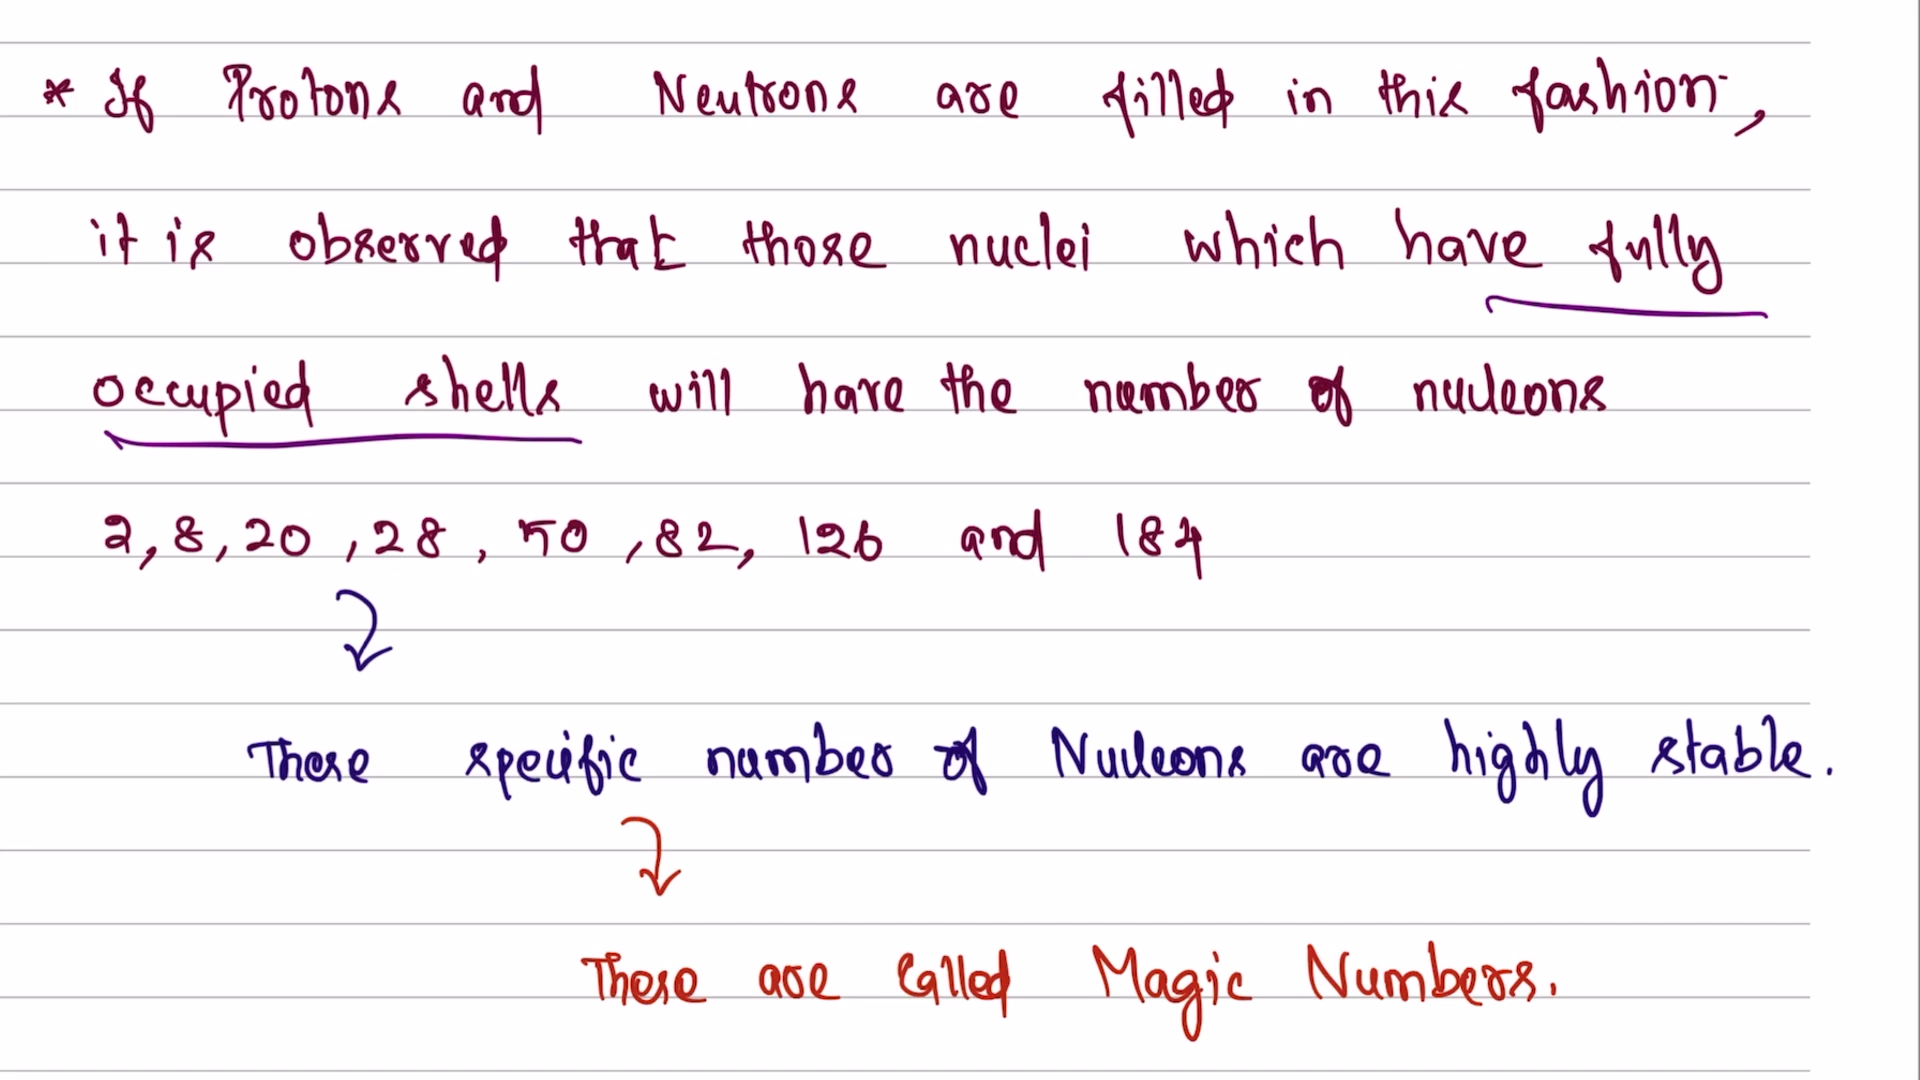 * If Protons and Neutrons are filled in this fashion,
it is observed that those nuclei which have fully
occupied shells will have the number of nucleons
2, 8, 20, 28, 50, 82, 126 and 184
These specific number of Nucleons are highly stable.
These are Called Magic Numbers.